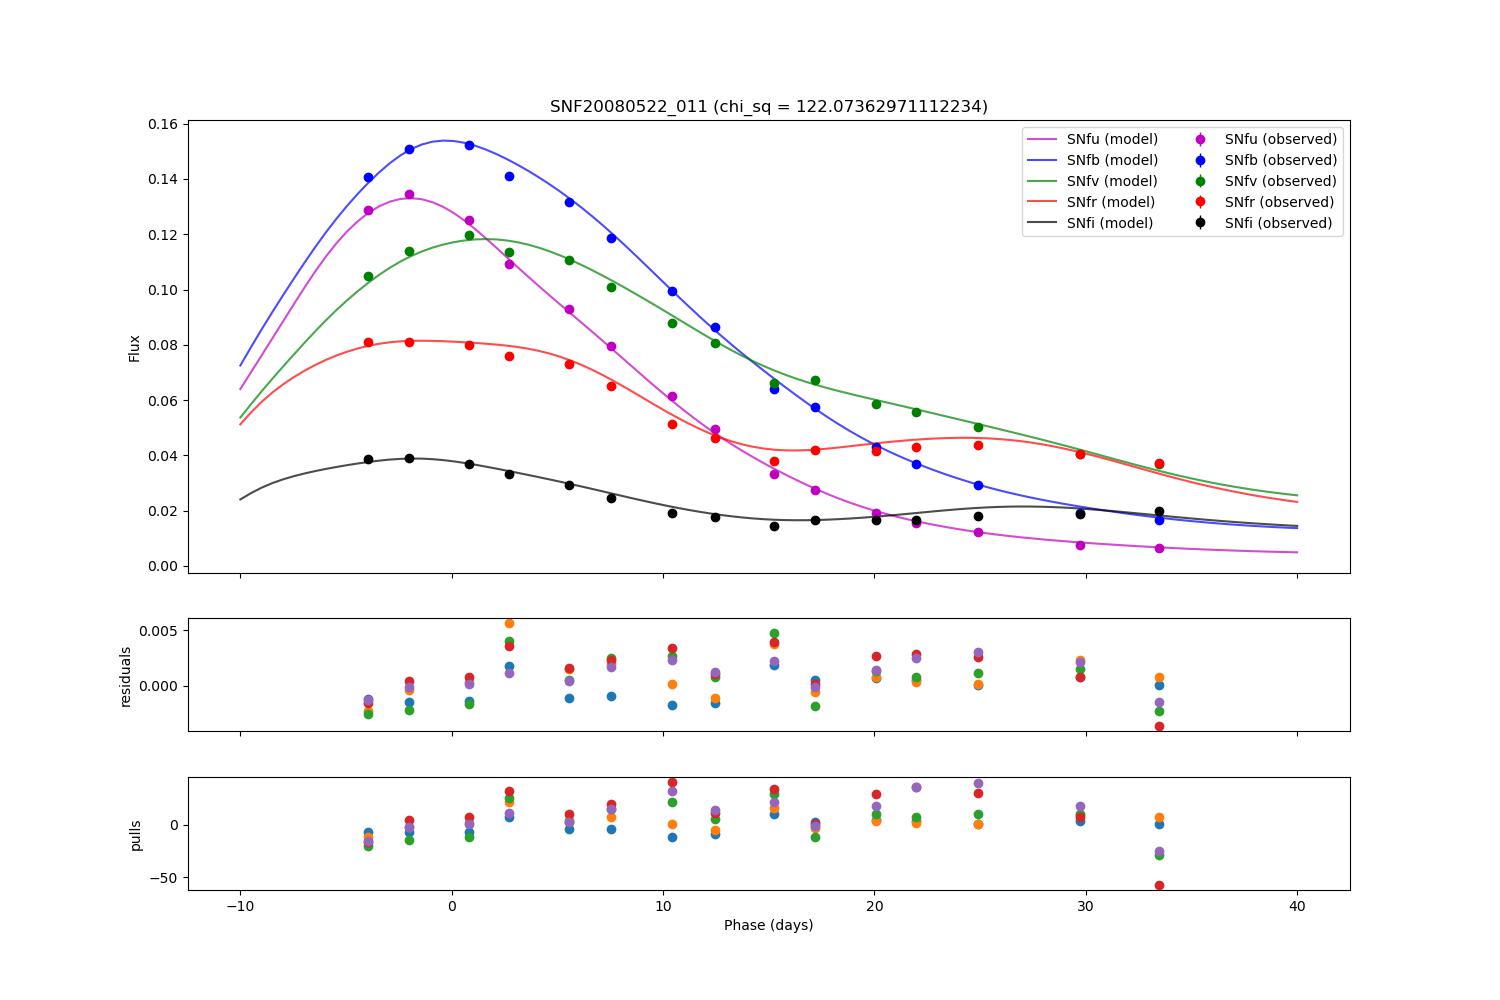 SNF20080522_011 (chi_sq = 122.07362971112234)
0.16
0.14
0.12
0.10
0.08
0.06
0.04
0.02
0.00
Flux
SNfu (model)
SNfb (model)
SNfv (model)
SNfr (model)
SNfi (model)
SNfu (observed)
SNfb (observed)
SNfv (observed)
SNfr (observed)
SNfi (observed)
0.005
0.000
residuals
0
−50
pulls
−10
0
10
20
30
40
Phase (days)